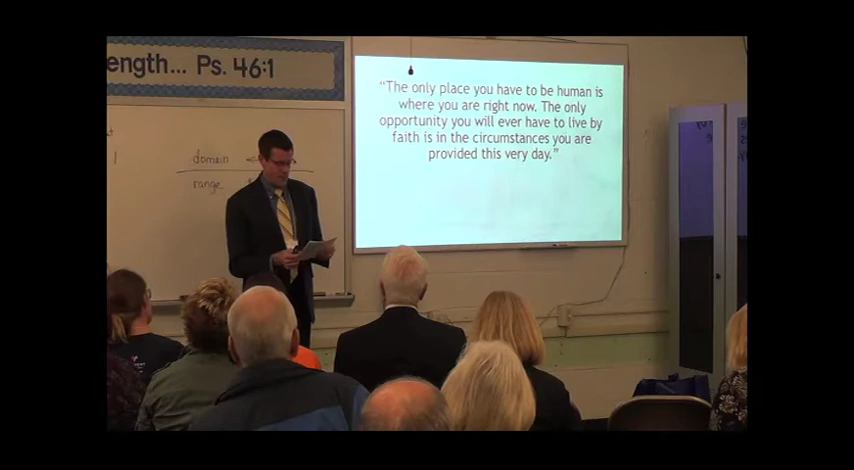 ength... Ps. 46:1
domain
range
“The only place you have to be human is
where you are right now. The only
opportunity you will ever have to live by
faith is in the circumstances you are
provided this very day.”